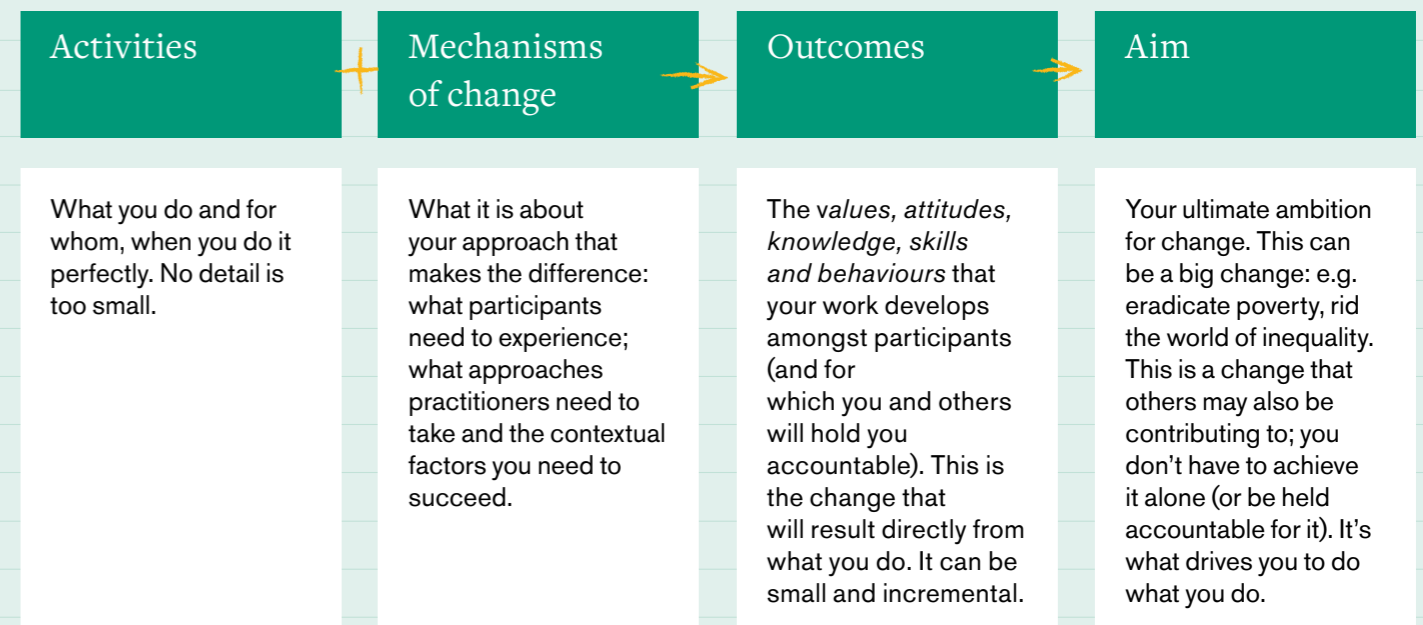 Activities
Mechanisms
of change
Outcomes
Aim
What you do and for
whom, when you do it
perfectly. No detail is
too small.
What it is about
your approach that
makes the difference:
what participants
need to experience;
what approaches
practitioners need to
take and the contextual
factors you need to
succeed.
The values, attitudes,
knowledge, skills
and behaviours that
your work develops
amongst participants
(and for
which you and others
will hold you
accountable). This is
the change that
will result directly from
what you do. It can be
small and incremental.
Your ultimate ambition
for change. This can
be a big change: e.g.
eradicate poverty, rid
the world of inequality.
This is a change that
others may also be
contributing to; you
don’t have to achieve
it alone (or be held
accountable for it). It’s
what drives you to do
what you do.